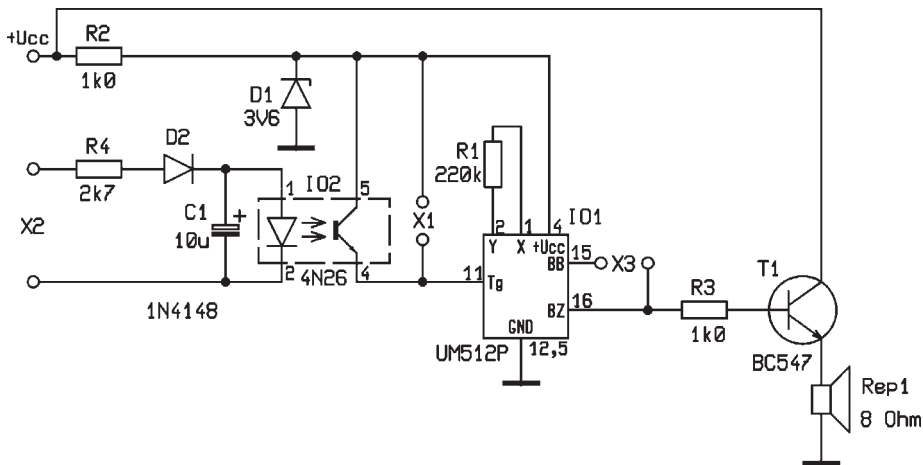 +Ucc
R2
1k0
D1
3V6
R4
2k7
D2
C1
+
10u
X2
1N4148
1
IO2
5
2
4N26
4
X1
R1
220k
2
1
4
IO1
Y
X
+Ucc
15
BB
X3
11
Tg
BZ
16
GND
12,5
UM512P
R3
1k0
T1
BC547
Rep1
8 Ohm